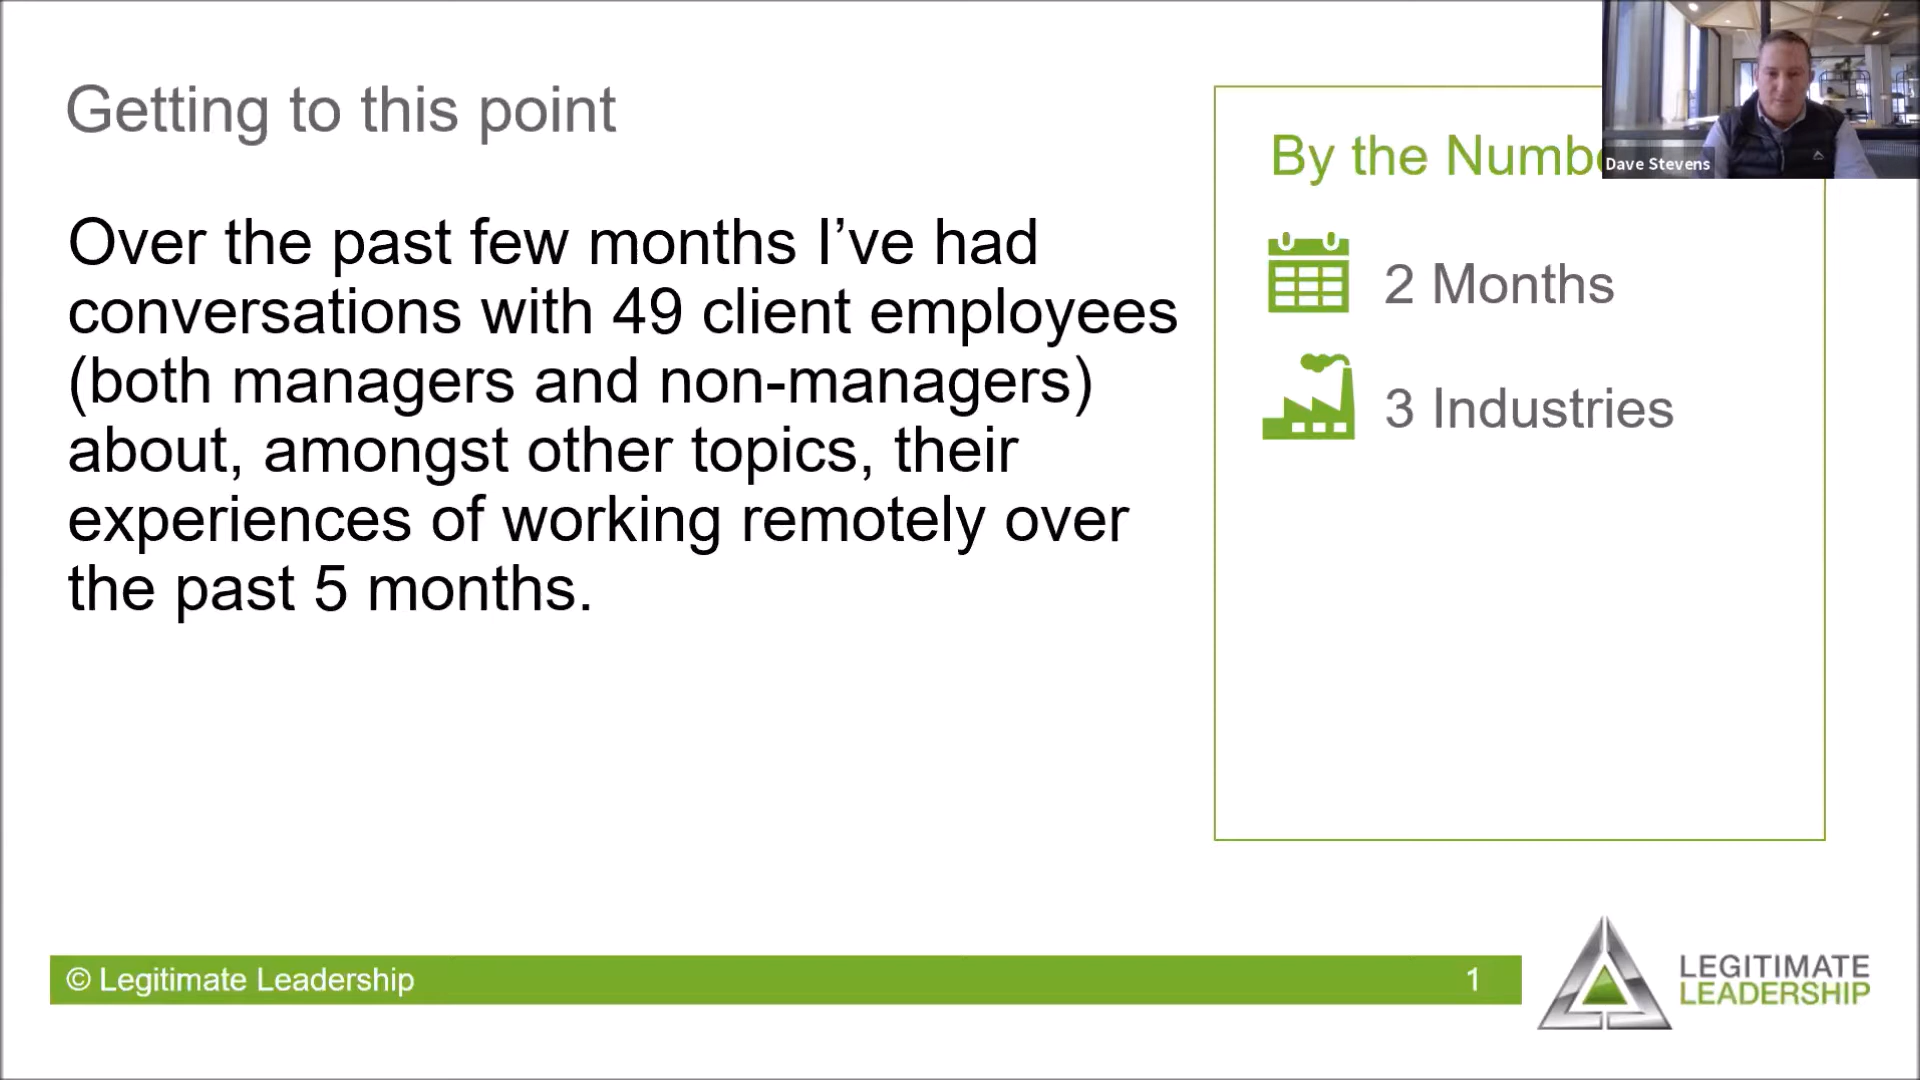 Getting to this point
Over the past few months I’ve had
conversations with 49 client employees
(both managers and non-managers)
about, amongst other topics, their
experiences of working remotely over
the past 5 months.
By the Numb
2 Months
3 Industries
Dave Stevens
© Legitimate Leadership
1
LEGITIMATE
LEADERSHIP